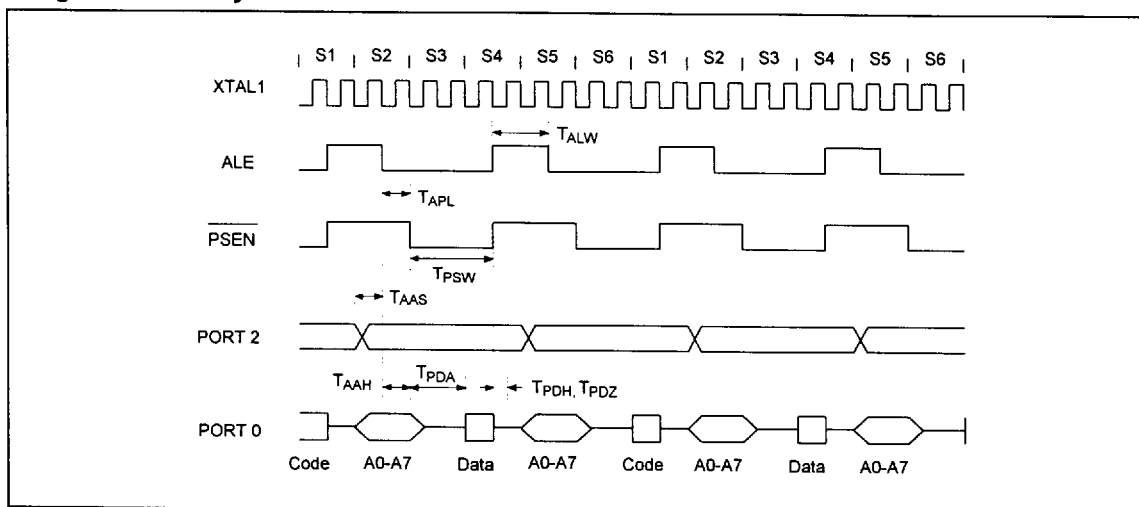 S1 S2 S3 S4 S5 S6 S1 S2 S3 S4 S5 S6
XTAL1
TALW
ALE
TAPL
PSEN
TPSW
TAAS
PORT 2
TAAH TPDA TPDH, TPDZ
PORT 0
Code A0-A7 Data A0-A7 Code A0-A7 Data A0-A7